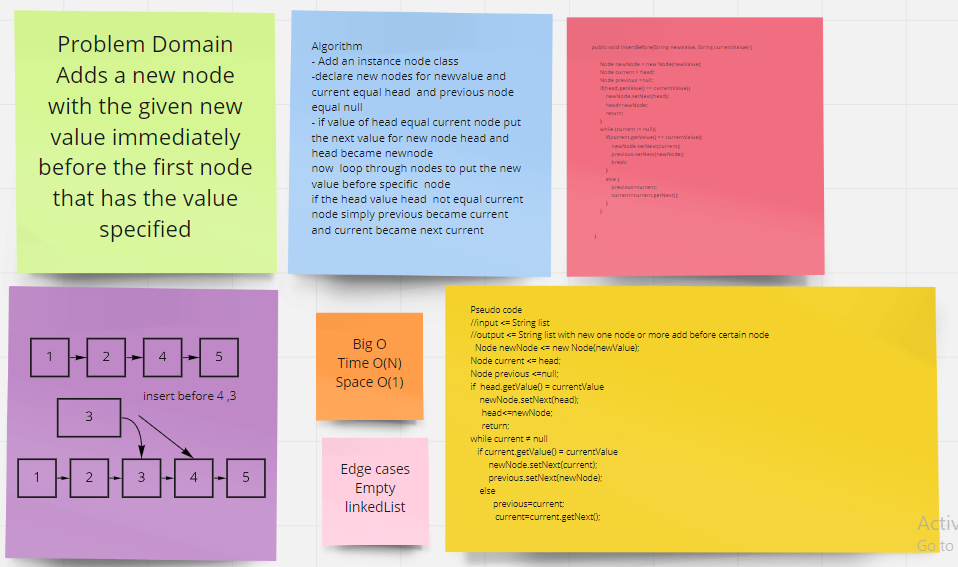 Problem Domain
Adds a new node
with the given new
value immediately
before the first node
that has the value
specified
Algorithm
- Add an instance node class
-declare new nodes for newvalue and
current equal head and previous node
equal null
- if value of head equal current node put
the next value for new node head and
head became newnode
now loop through nodes to put the new
value before specific node
if the head value head not equal current
node simply previous became current
and current became next current
public void insertBefore(String newValue, String currentValue) {
Node newNode = new Node(newValue);
Node current = head;
Node previous =null;
if(head.getValue() == currentValue){
newNode.setNext(head);
head=newNode;
return;
}
while (current != null){
if(current.getValue() == currentValue){
newNode.setNext(current);
previous.setNext(newNode);
break;
}
else {
previous=current;
current=current.getNext();
}
}
}
1
2
4
5
insert before 4 ,3
3
1
2
3
4
5
Big O
Time O(N)
Space O(1)
Edge cases
Empty
linkedList
Pseudo code
//input <= String list
//output <= String list with new one node or more add before certain node
Node newNode <= new Node(newValue);
Node current <= head;
Node previous <=null;
if head.getValue() = currentValue
newNode.setNext(head);
head<=newNode;
return;
while current ≠ null
if current.getValue() = currentValue
newNode.setNext(current);
previous.setNext(newNode);
else
previous=current;
current=current.getNext();
Activ
Go to